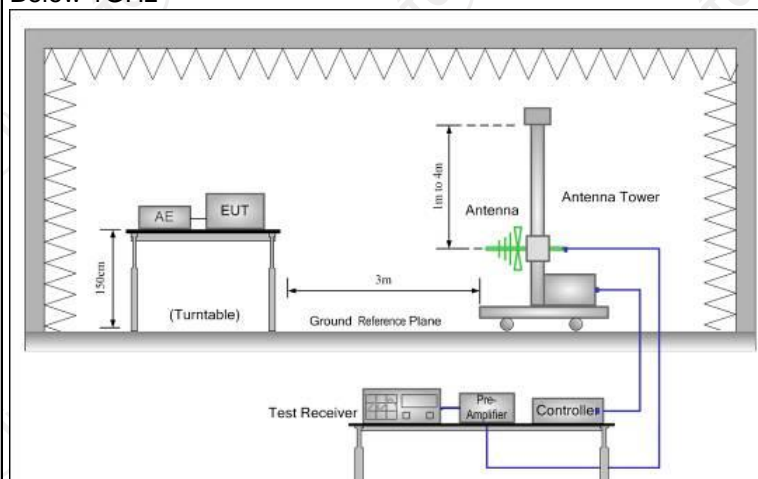 Below 1GHz
1m to 4m
Antenna
Antenna Tower
AE
EUT
150cm
3m
(Turntable)
Ground Reference Plane
Test Receiver
Pre-
Amplifier
Controller